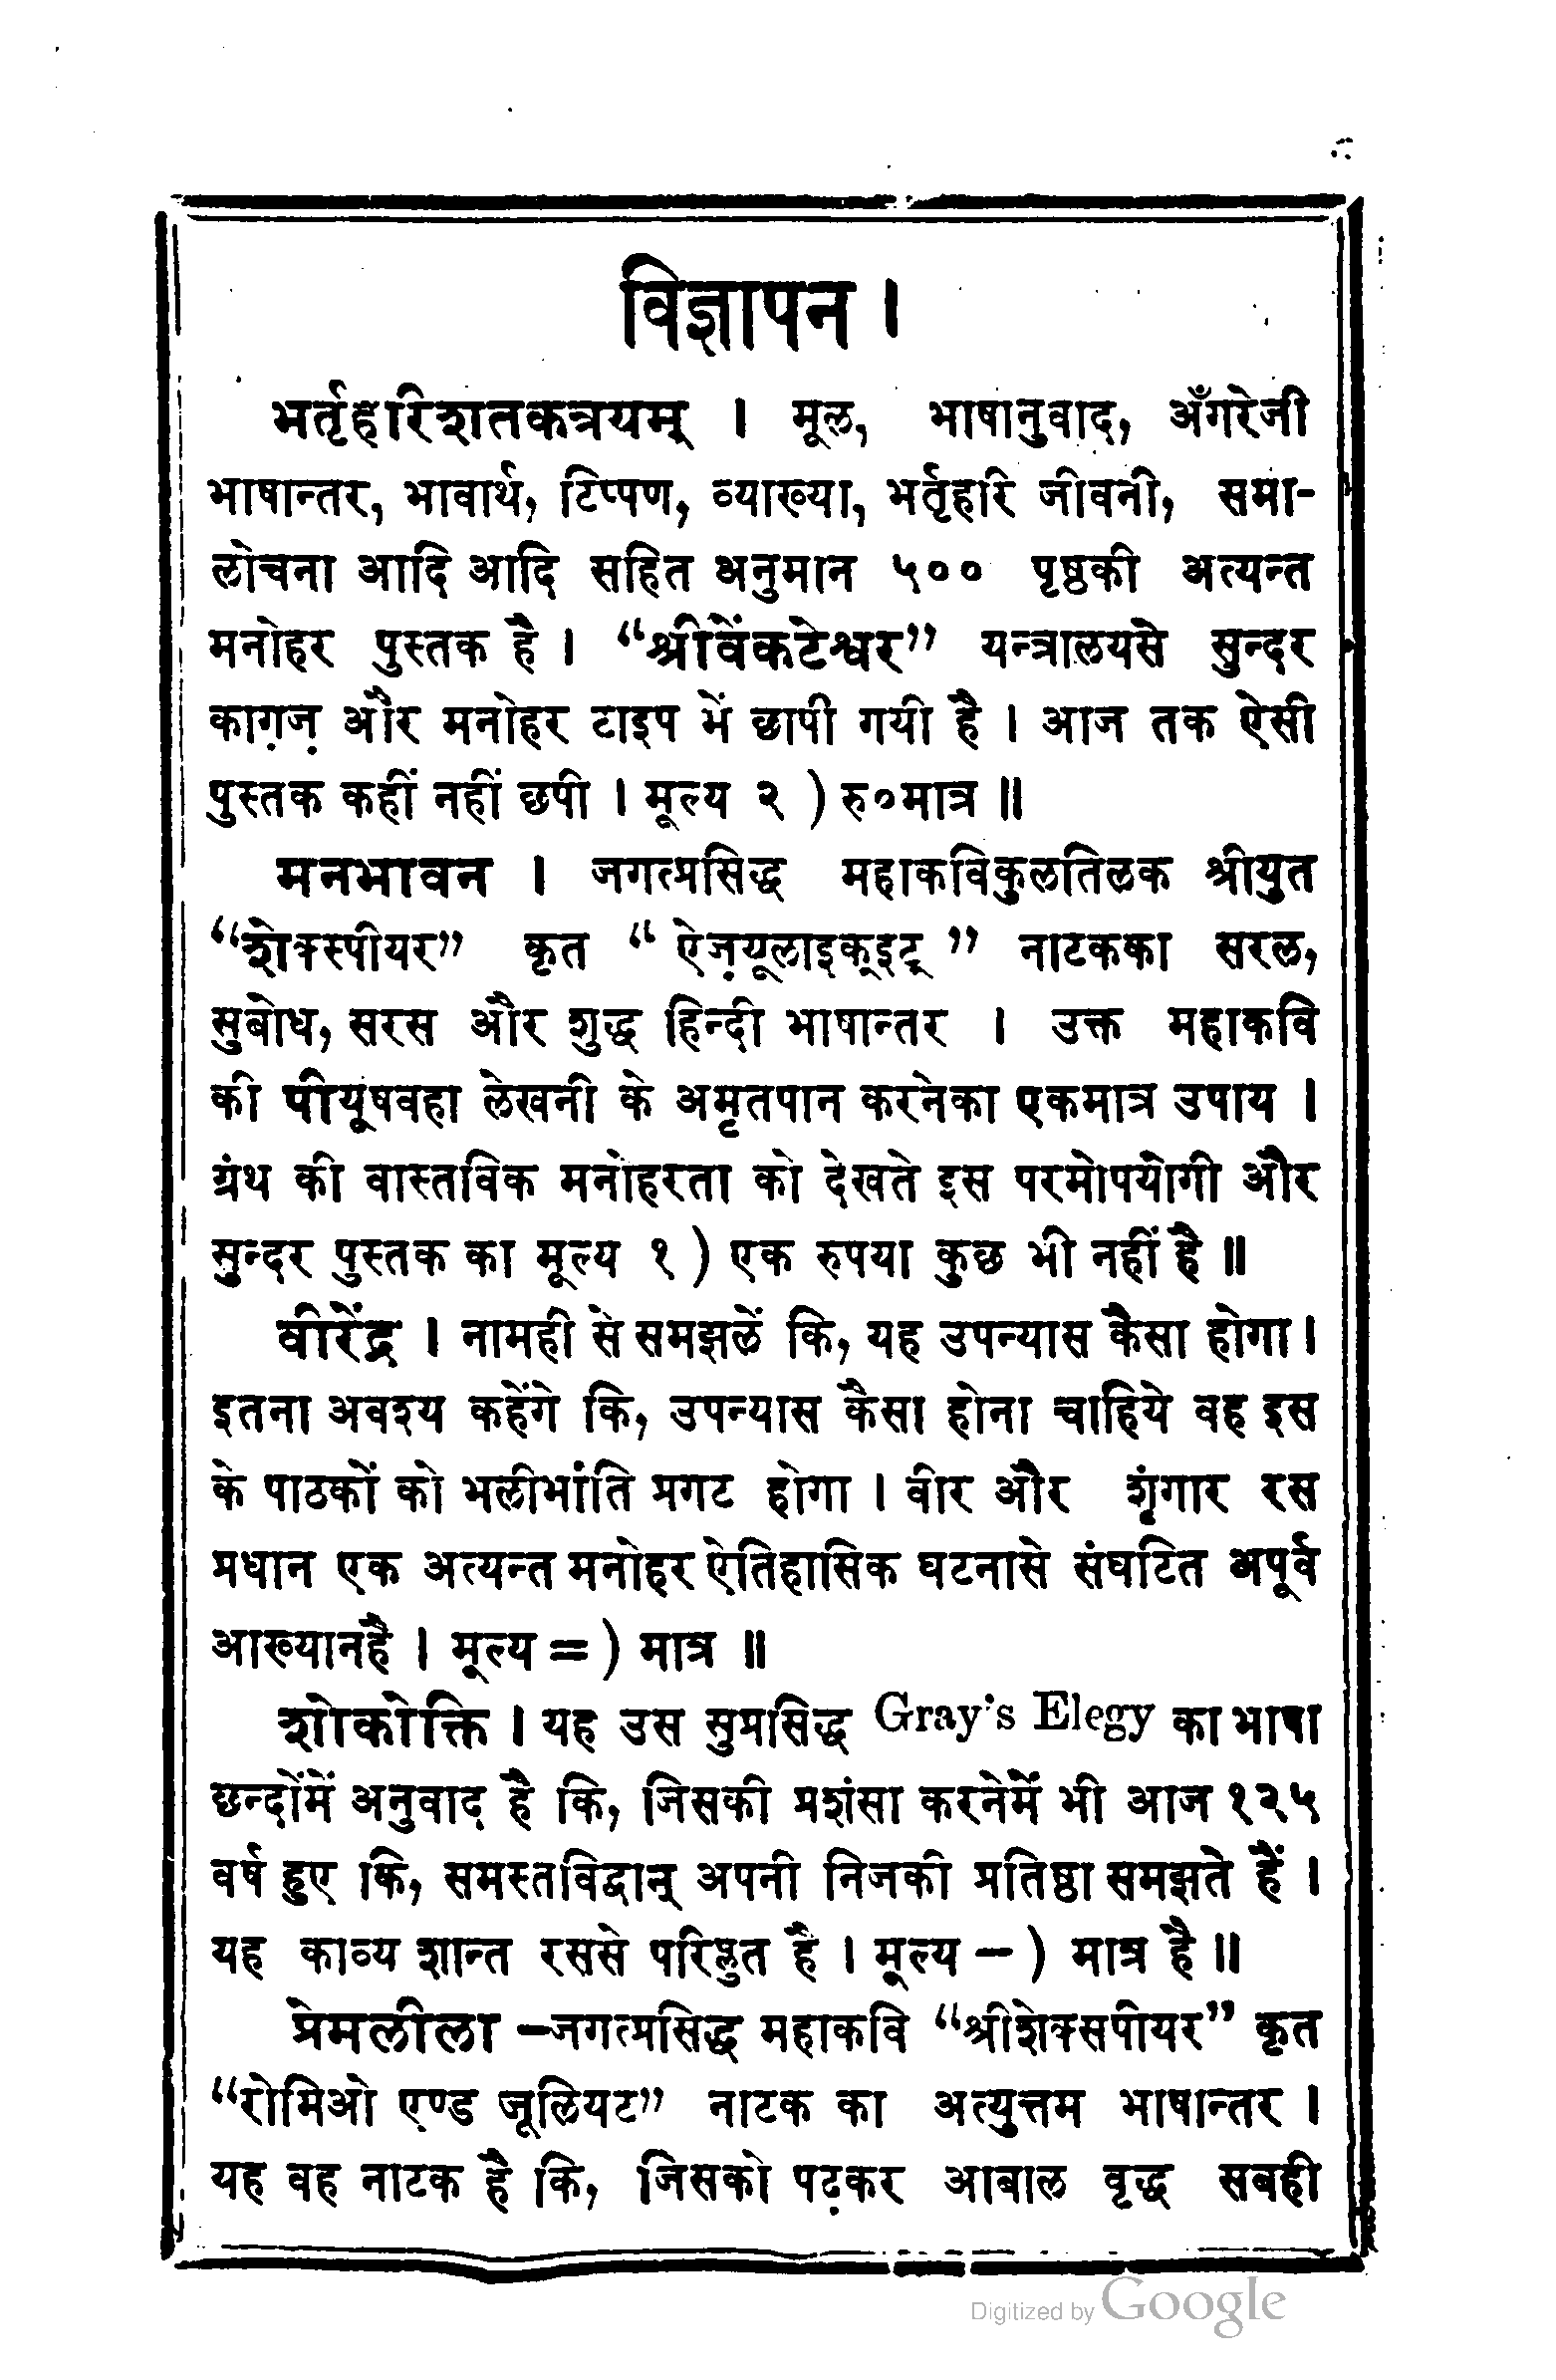 विज्ञापन ।
भर्तृहरिशतकत्रयम् । मूल, भाषानुवाद, अँगरेजी
भाषान्तर, भावार्थ, टिप्पण, व्याख्या, भर्तृहरि जीवनी, समा-
लोचना आदि आदि सहित अनुमान ५०० पृष्ठकी अत्यन्त
मनोहर पुस्तक है । “श्रीवेंकटेश्वर” यन्त्रालयसे सुन्दर
काग़ज़ और मनोहर टाइप में छापी गयी है । आज तक ऐसी
पुस्तक कहीं नहीं छपी । मूल्य २ ) रु०मात्र ॥
मनभावन । जगत्प्रसिद्ध महाकविकुलतिलक श्रीयुत
“शेक्स्पीयर” कृत “ ऐज़्यूलाइक्इट् ” नाटकका सरल,
सुबोध, सरस और शुद्ध हिन्दी भाषान्तर । उक्त महाकवि
की पीयूषवहा लेखनी के अमृतपान करनेका एकमात्र उपाय ।
ग्रंथ की वास्तविक मनोहरता को देखते इस परमोपयोगी और
सुन्दर पुस्तक का मूल्य १ ) एक रुपया कुछ भी नहीं है ॥
वीरेंद्र । नामही से समझलें कि, यह उपन्यास कैसा होगा ।
इतना अवश्य कहेंगे कि, उपन्यास कैसा होना चाहिये वह इस
के पाठकों को भलीभांति प्रगट होगा । वीर और शृंगार रस
प्रधान एक अत्यन्त मनोहर ऐतिहासिक घटनासे संघटित अपूर्व
आख्यानहै । मूल्य = ) मात्र ॥
शोकोक्ति । यह उस सुप्रसिद्ध Gray's Elegy का भाषा
छन्दोंमें अनुवाद है कि, जिसकी प्रशंसा करनेमें भी आज १२५
वर्ष हुए कि, समस्तविद्वान् अपनी निजकी प्रतिष्ठा समझते हैं ।
यह काव्य शान्त रससे परिप्लुत है । मूल्य – ) मात्र है ॥
प्रेमलीला –जगत्प्रसिद्ध महाकवि “श्रीशेक्सपीयर” कृत
“रोमिओ एण्ड जूलियट” नाटक का अत्युत्तम भाषान्तर ।
यह वह नाटक है कि, जिसको पढ़कर आबाल वृद्ध सबही
Digitized by Google